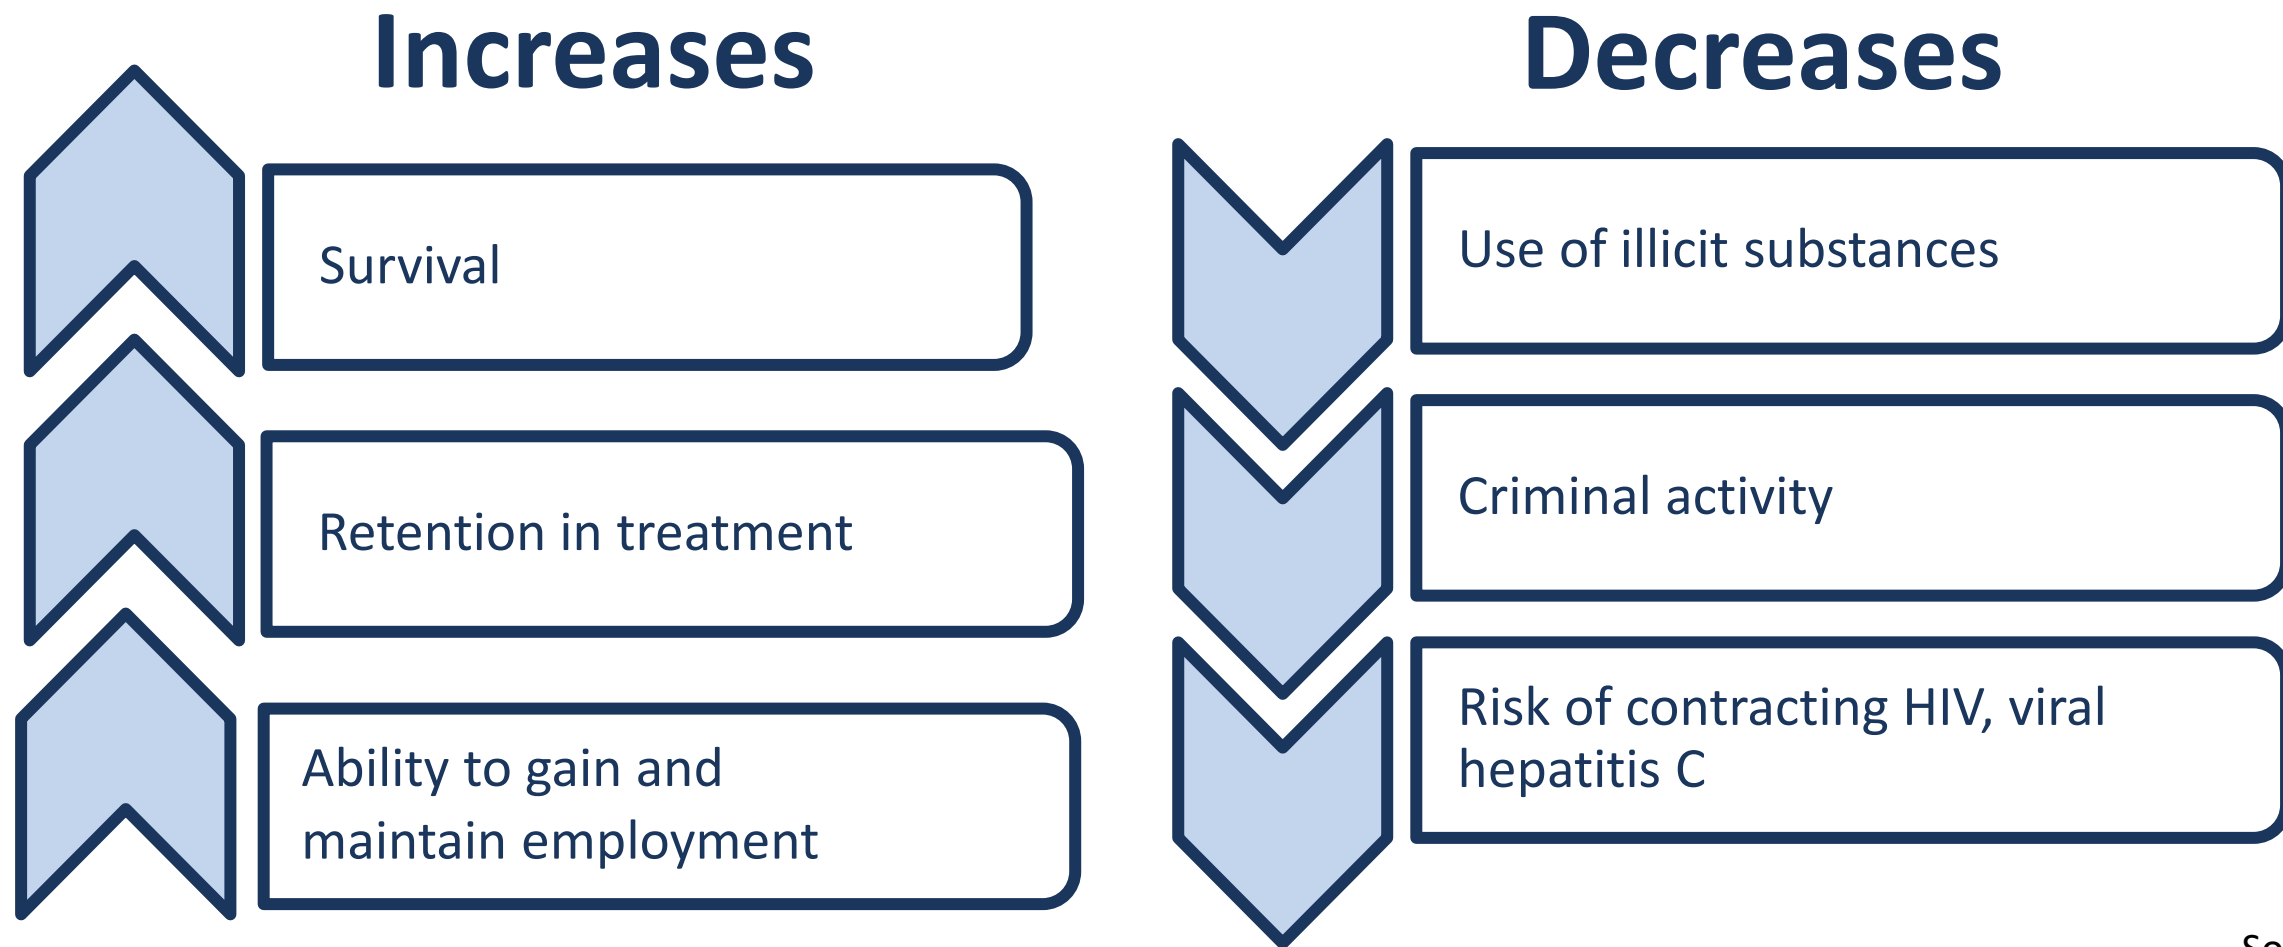 Increases
Survival
Retention in treatment
Ability to gain and
maintain employment
Decreases
Use of illicit substances
Criminal activity
Risk of contracting HIV, viral
hepatitis C